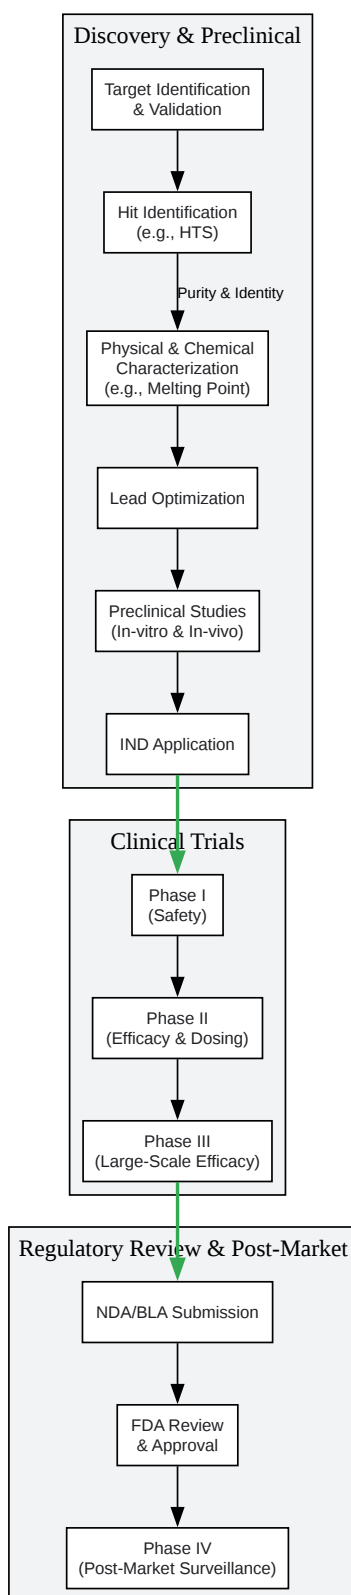 Discovery & Preclinical
Target Identification
& Validation
Hit Identification
(e.g., HTS)
Purity & Identity
Physical & Chemical
Characterization
(e.g., Melting Point)
Lead Optimization
Preclinical Studies
(In-vitro & In-vivo)
IND Application
Clinical Trials
Phase I
(Safety)
Phase II
(Efficacy & Dosing)
Phase III
(Large-Scale Efficacy)
Regulatory Review & Post-Market
NDA/BLA Submission
FDA Review
& Approval
Phase IV
(Post-Market Surveillance)